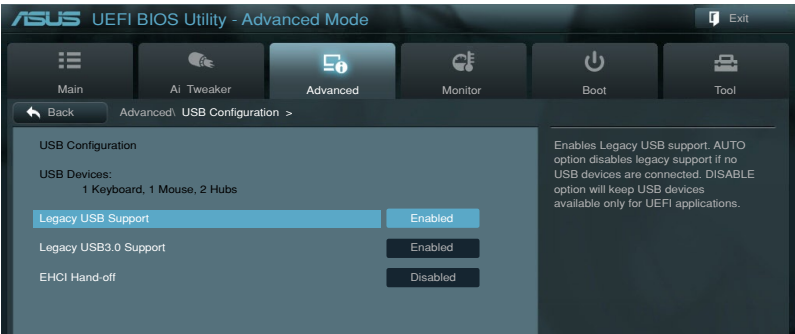 ASUS UEFI BIOS Utility - Advanced Mode
Exit
Main
Ai Tweaker
Advanced
Monitor
Boot
Tool
Back
Advanced\ USB Configuration >
USB Configuration
USB Devices:
1 Keyboard, 1 Mouse, 2 Hubs
Legacy USB Support Enabled
Legacy USB3.0 Support Enabled
EHCI Hand-off Disabled
Enables Legacy USB support. AUTO
option disables legacy support if no
USB devices are connected. DISABLE
option will keep USB devices
available only for UEFI applications.